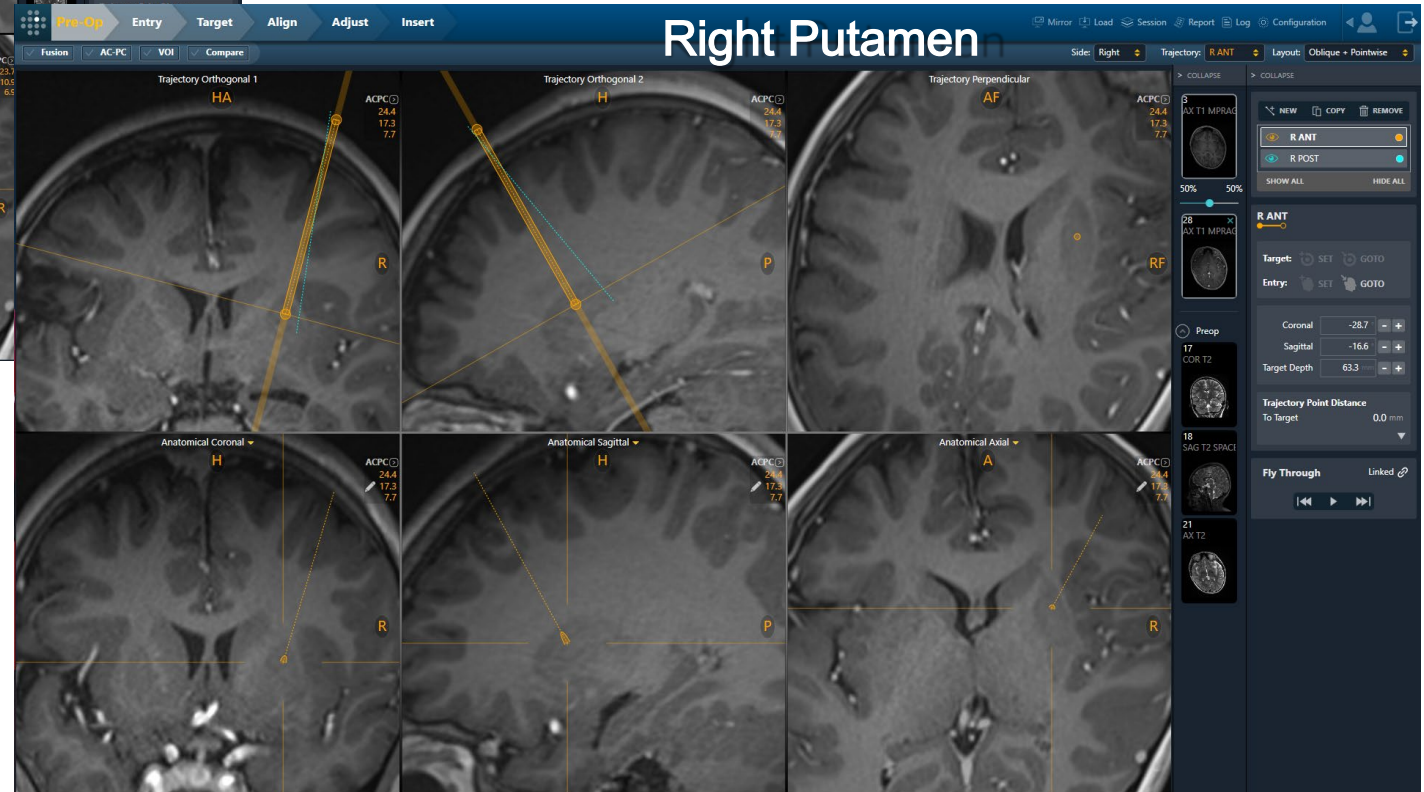 Pre-Op Entry Target Align Adjust Insert
Mirror Load Session Report Log Configuration
Right Putamen
Fusion AC-PC VOI Compare
Side: Right Trajectory: R ANT Layout: Oblique + Pointwise
Trajectory Orthogonal 1
HA
ACPC
24.4
17.3
7.7
R
Trajectory Orthogonal 2
H
ACPC
24.4
17.3
7.7
P
Trajectory Perpendicular
AF
ACPC
24.4
17.3
7.7
RF
Anatomical Coronal
H
ACPC
24.4
17.3
7.7
R
Anatomical Sagittal
H
ACPC
24.4
17.3
7.7
P
Anatomical Axial
A
ACPC
24.4
17.3
7.7
R
> COLLAPSE
3
AX T1 MPRAG
50% 50%
28
AX T1 MPRAG
Preop
17
COR T2
18
SAG T2 SPACE
21
AX T2
> COLLAPSE
NEW COPY REMOVE
R ANT
R POST
SHOW ALL HIDE ALL
R ANT
Target: SET GOTO
Entry: SET GOTO
Coronal -28.7 - +
Sagittal -16.6 - +
Target Depth 63.3 mm - +
Trajectory Point Distance
To Target 0.0 mm
Fly Through Linked